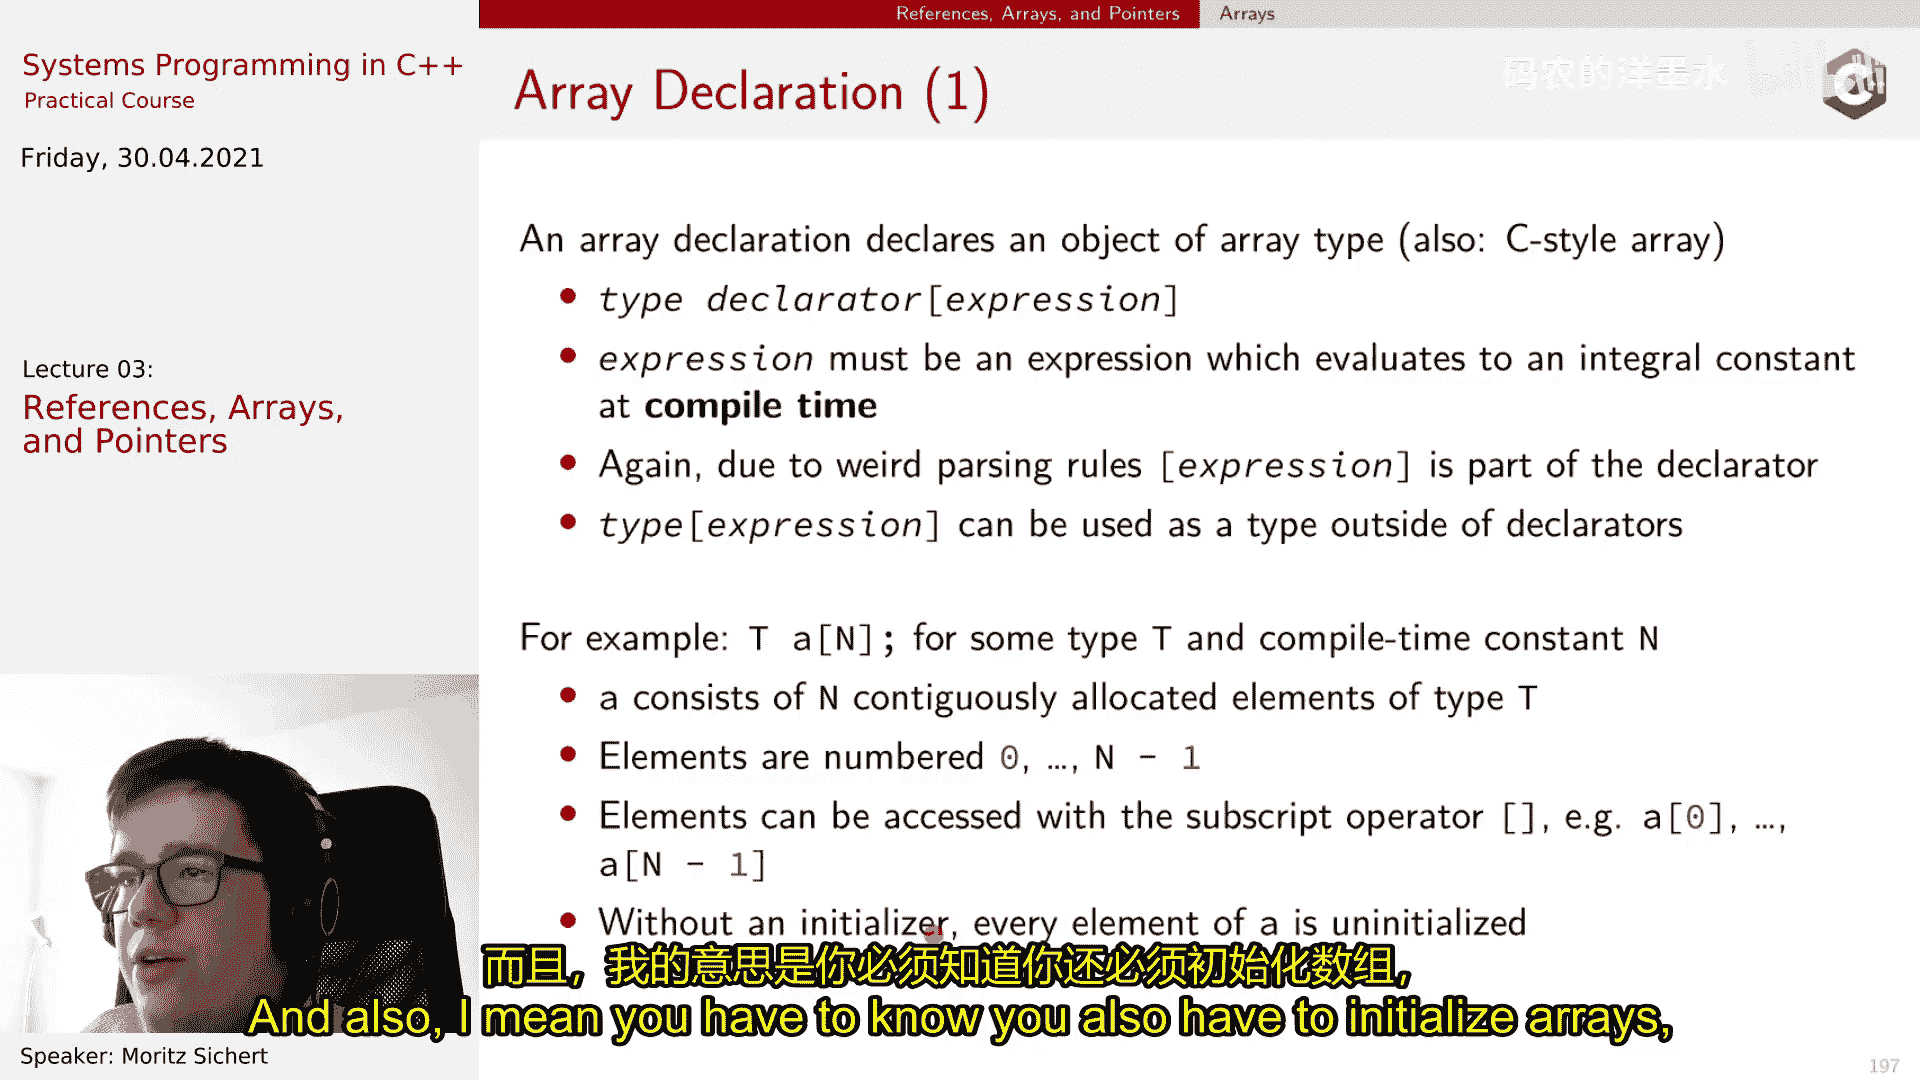 References, Arrays, and Pointers
Arrays
Systems Programming in C++
Practical Course
Friday, 30.04.2021
Array Declaration (1)
码农的洋墨水
An array declaration declares an object of array type (also: C-style array)
type declarator[expression]
expression must be an expression which evaluates to an integral constant
at compile time
Again, due to weird parsing rules [expression] is part of the declarator
type[expression] can be used as a type outside of declarators
Lecture 03:
References, Arrays,
and Pointers
For example: T a[N]; for some type T and compile-time constant N
a consists of N contiguously allocated elements of type T
Elements are numbered 0, …, N - 1
Elements can be accessed with the subscript operator [], e.g. a[0], …,
a[N - 1]
Without an initializer, every element of a is uninitialized
而且，我的意思是你必须知道你还必须初始化数组，
And also, I mean you have to know you also have to initialize arrays,
Speaker: Moritz Sichert
197